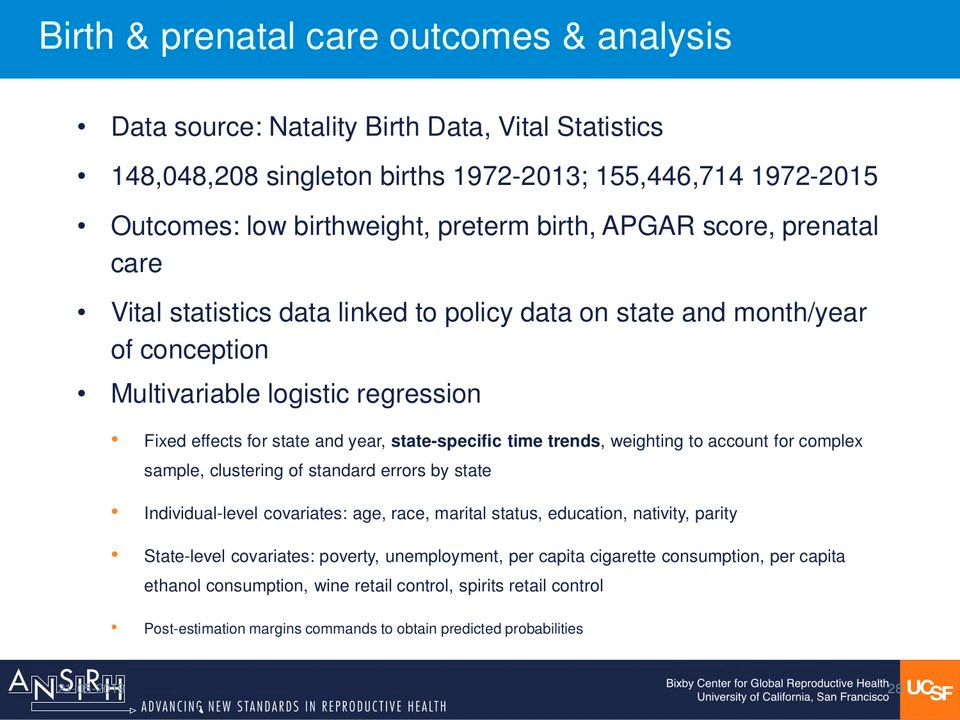 Birth & prenatal care outcomes & analysis
• Data source: Natality Birth Data, Vital Statistics
• 148,048,208 singleton births 1972-2013; 155,446,714 1972-2015
• Outcomes: low birthweight, preterm birth, APGAR score, prenatal
care
• Vital statistics data linked to policy data on state and month/year
of conception
• Multivariable logistic regression
• Fixed effects for state and year, state-specific time trends, weighting to account for complex
sample, clustering of standard errors by state
• Individual-level covariates: age, race, marital status, education, nativity, parity
• State-level covariates: poverty, unemployment, per capita cigarette consumption, per capita
ethanol consumption, wine retail control, spirits retail control
• Post-estimation margins commands to obtain predicted probabilities
ANSIRH
ADVANCING NEW STANDARDS IN REPRODUCTIVE HEALTH
Bixby Center for Global Reproductive Health
University of California, San Francisco
28
UCSF